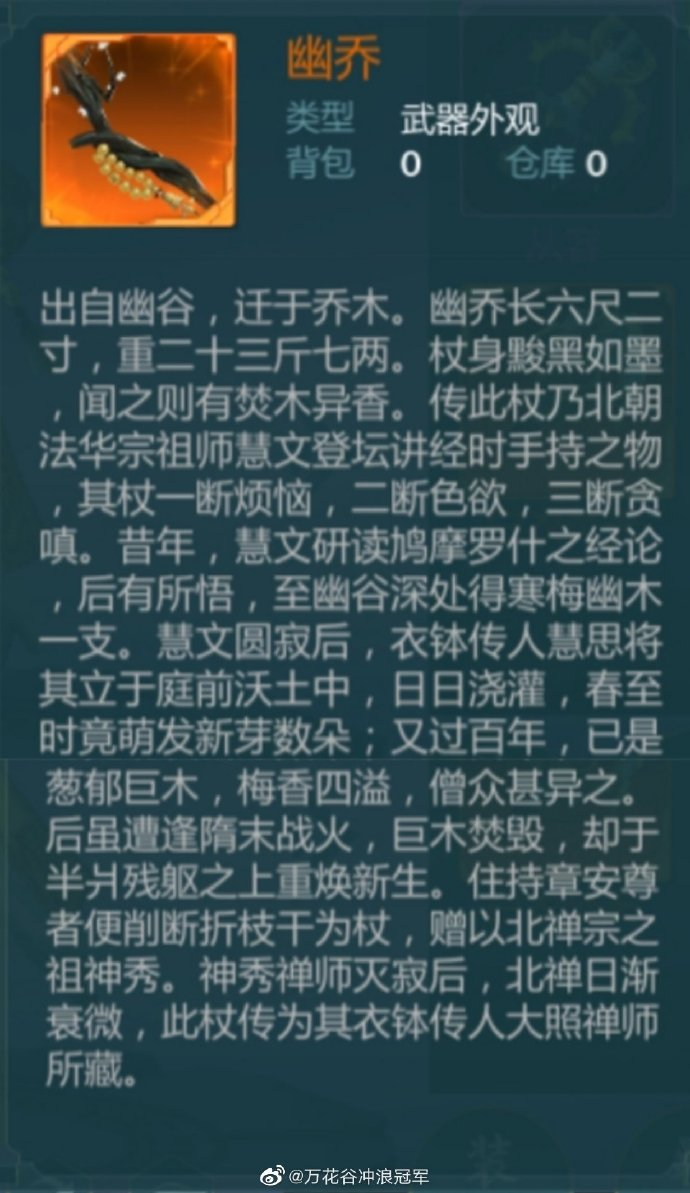 幽乔
类型 武器外观
背包 0 仓库 0
出自幽谷，迁于乔木。幽乔长六尺二
寸，重二十三斤七两。杖身黢黑如墨
，闻之则有焚木异香。传此杖乃北朝
法华宗祖师慧文登坛讲经时手持之物
，其杖一断烦恼，二断色欲，三断贪
嗔。昔年，慧文研读鸠摩罗什之经论
，后有所悟，至幽谷深处得寒梅幽木
一支。慧文圆寂后，衣钵传人慧思将
其立于庭前沃土中，日日浇灌，春至
时竟萌发新芽数朵；又过百年，已是
葱郁巨木，梅香四溢，僧众甚异之。
后虽遭逢隋末战火，巨木焚毁，却于
半爿残躯之上重焕新生。住持章安尊
者便削断折枝干为杖，赠以北禅宗之
祖神秀。神秀禅师灭寂后，北禅日渐
衰微，此杖传为其衣钵传人大照禅师
所藏。
@万花谷冲浪冠军